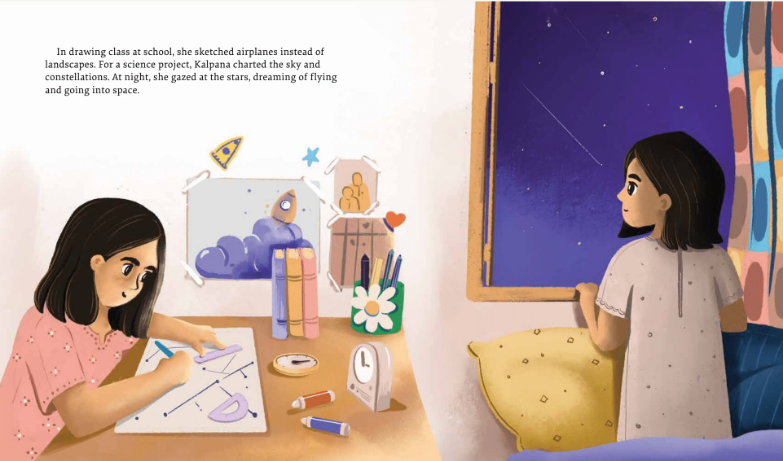 In drawing class at school, she sketched airplanes instead of
landscapes. For a science project, Kalpana charted the sky and
constellations. At night, she gazed at the stars, dreaming of flying
and going into space.